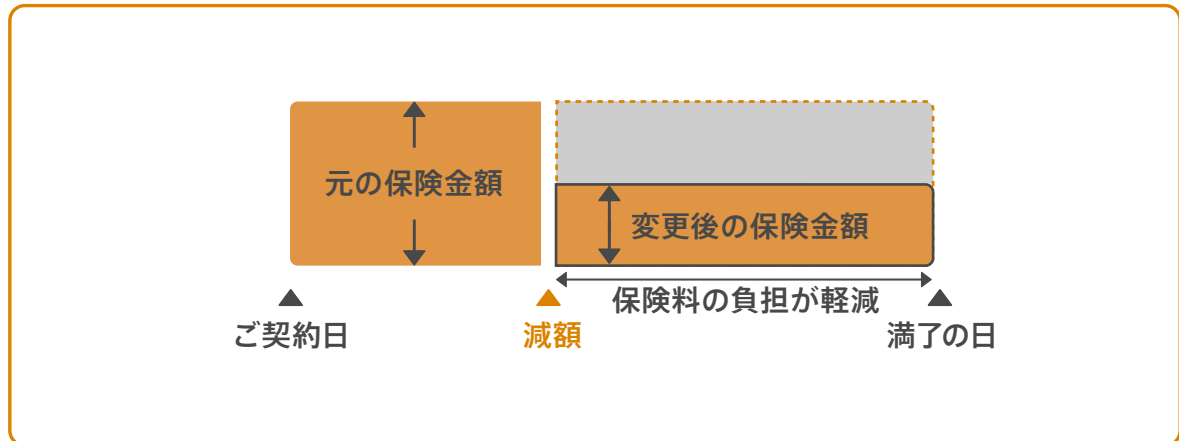 元の保険金額
変更後の保険金額
保険料の負担が軽減
ご契約日
減額
満了の日